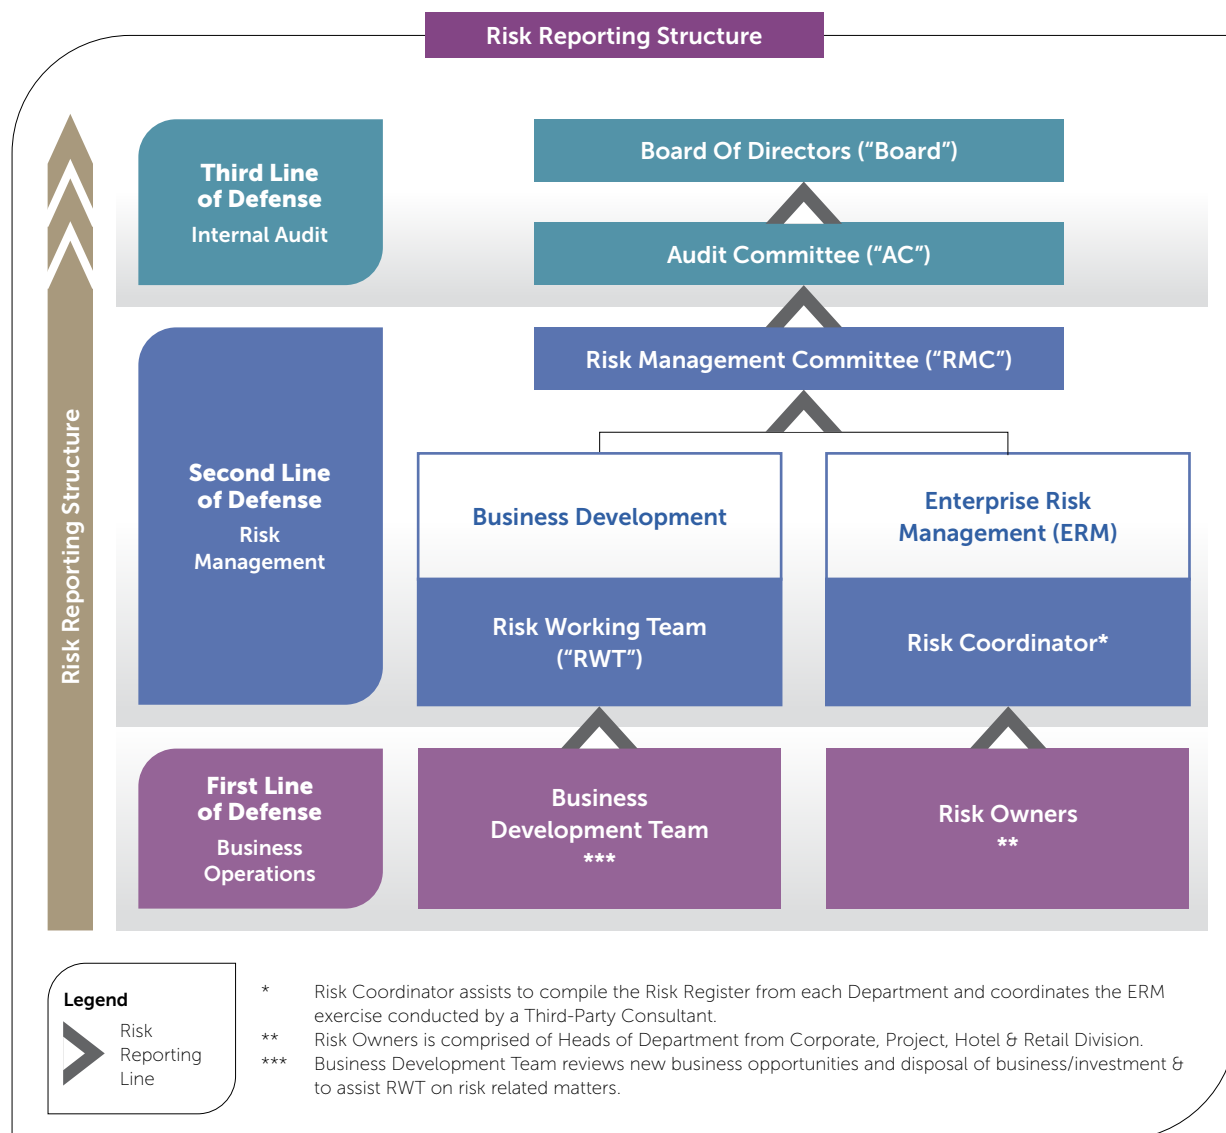 Risk Reporting Structure
Risk Reporting Structure
Third Line
of Defense
Internal Audit
Board Of Directors (“Board”)
Audit Committee (“AC”)
Second Line
of Defense
Risk
Management
Risk Management Committee (“RMC”)
Business Development
Enterprise Risk
Management (ERM)
Risk Working Team
(“RWT”)
Risk Coordinator*
First Line
of Defense
Business
Operations
Business
Development Team
***
Risk Owners
**
Legend
Risk
Reporting
Line
* Risk Coordinator assists to compile the Risk Register from each Department and coordinates the ERM
exercise conducted by a Third-Party Consultant.
** Risk Owners is comprised of Heads of Department from Corporate, Project, Hotel & Retail Division.
*** Business Development Team reviews new business opportunities and disposal of business/investment &
to assist RWT on risk related matters.